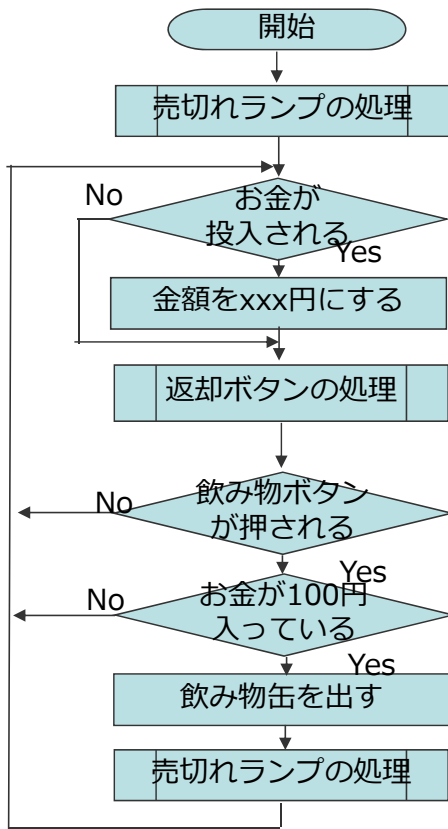 開始
売切れランプの処理
No
お金が
投入される
Yes
金額をxxx円にする
返却ボタンの処理
飲み物ボタン
が押される
No
Yes
お金が100円
入っている
No
Yes
飲み物缶を出す
売切れランプの処理